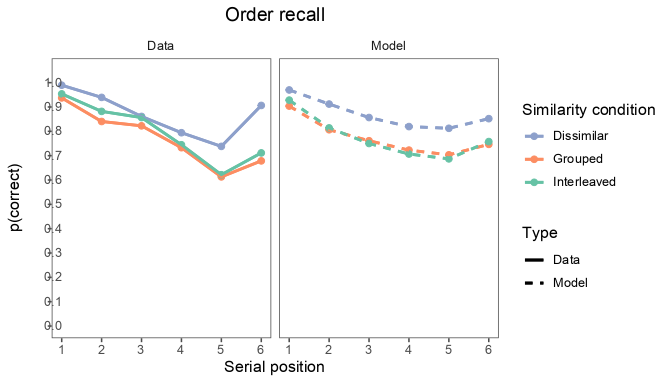 Order recall
Data
Model
p(correct)
1.0
0.9
0.8
0.7
0.6
0.5
0.4
0.3
0.2
0.1
0.0
1 2 3 4 5 6
1 2 3 4 5 6
Serial position
Similarity condition
Dissimilar
Grouped
Interleaved
Type
Data
Model